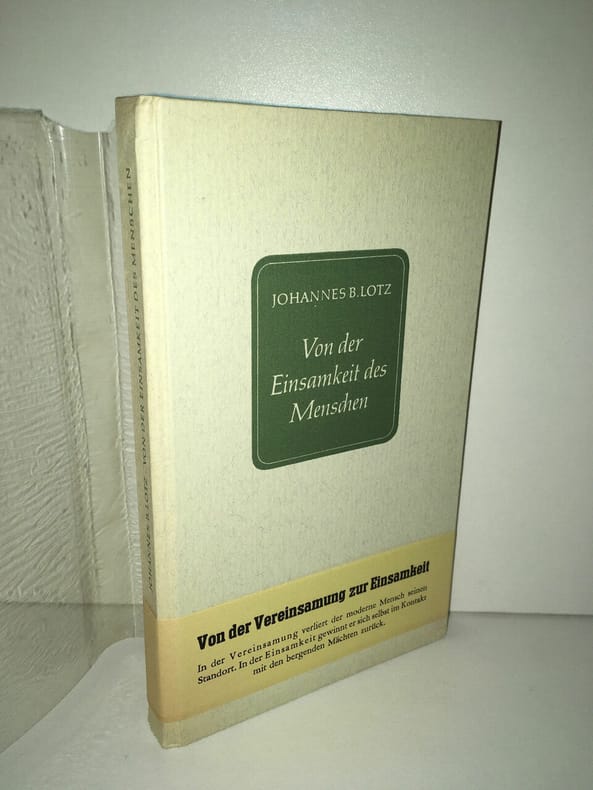 JOHANNES B. LOTZ · VON DER EINSAMKEIT DES MENSCHEN
JOHANNES B. LOTZ
Von der
Einsamkeit des
Menschen
Von der Vereinsamung zur Einsamkeit
In der Vereinsamung verliert der moderne Mensch seinen
Standort. In der Einsamkeit gewinnt er sich selbst im Kontakt
mit den bergenden Mächten zurück.